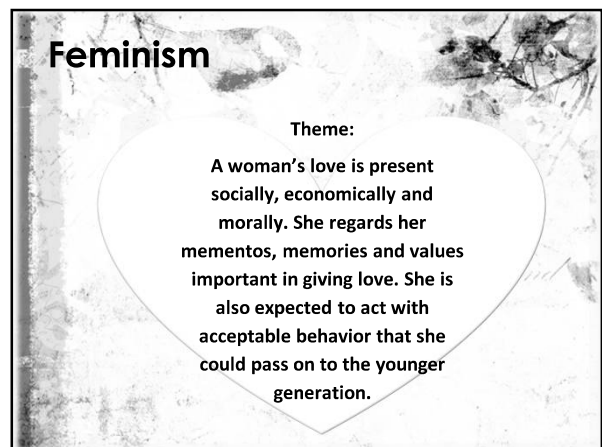 Feminism
Theme:
A woman’s love is present
socially, economically and
morally. She regards her
mementos, memories and values
important in giving love. She is
also expected to act with
acceptable behavior that she
could pass on to the younger
generation.